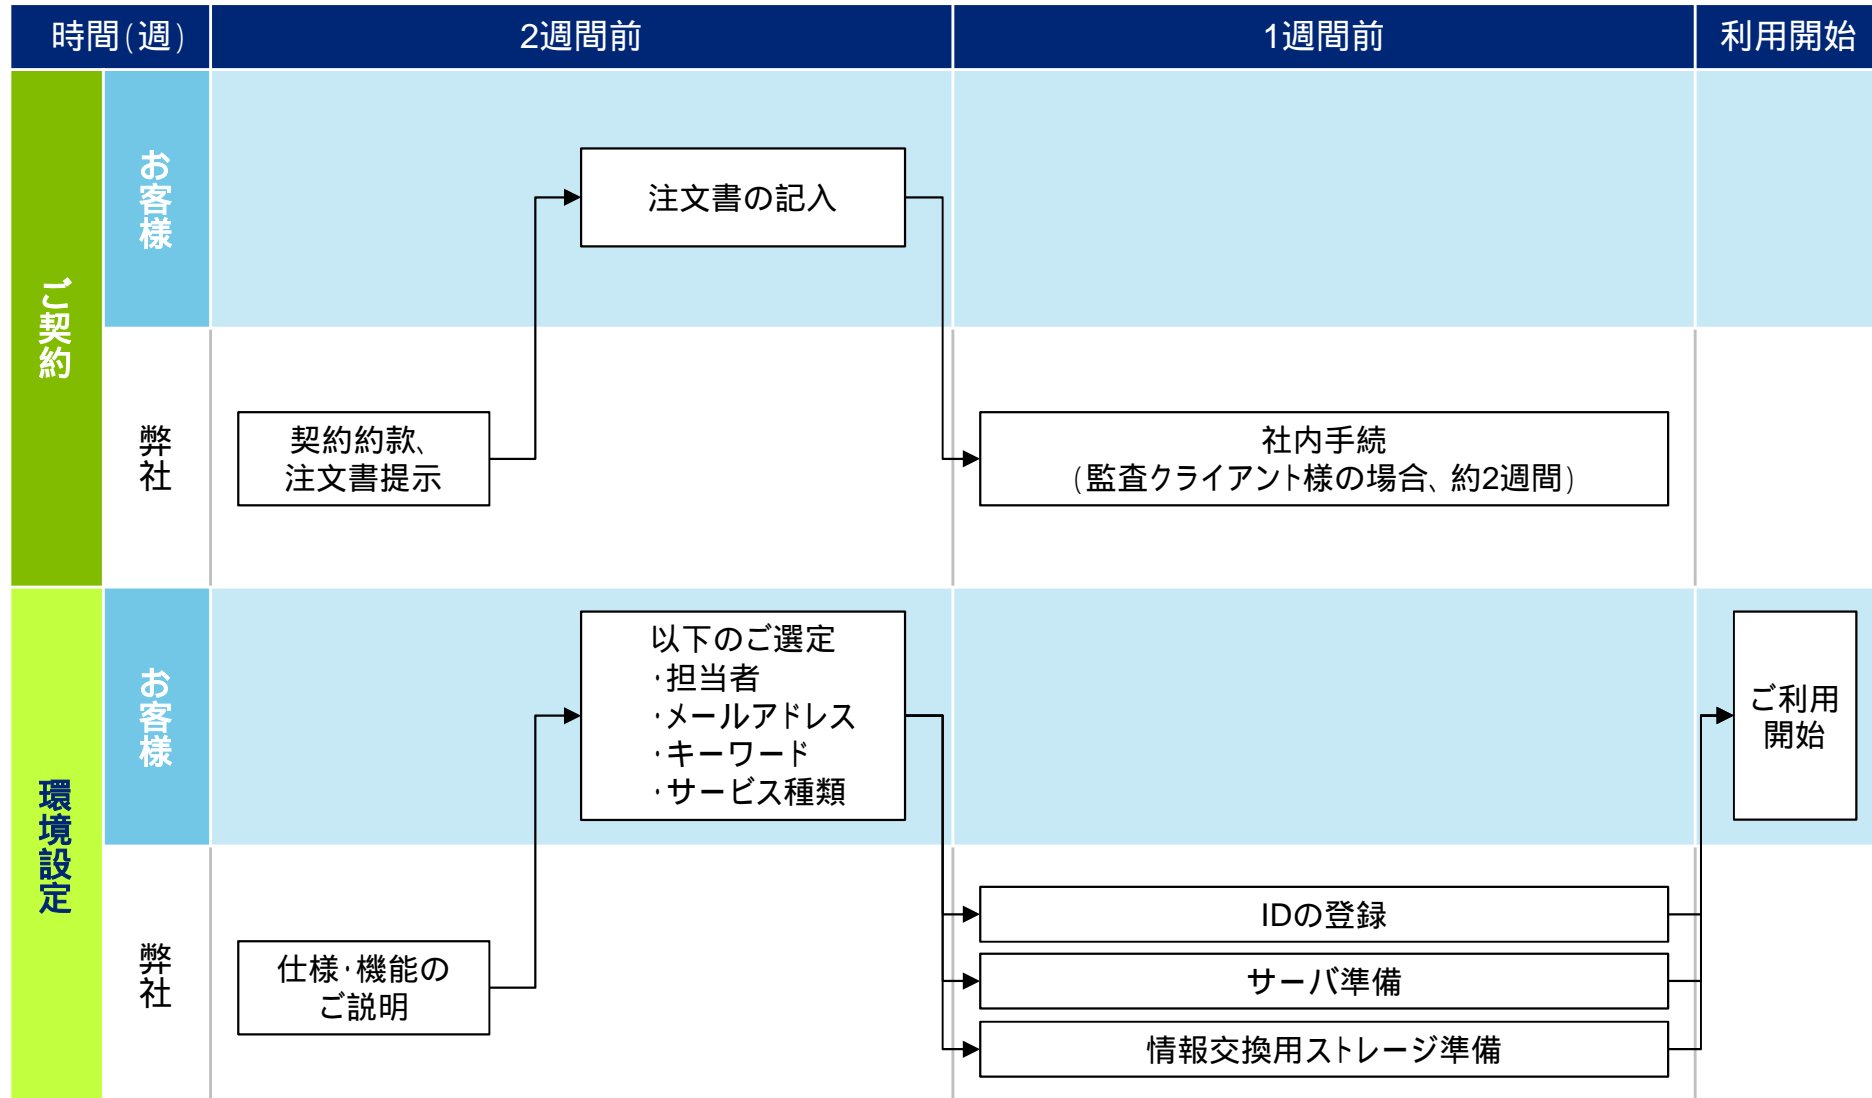 時間（週）
2週間前
1週間前
利用開始
ご契約
お客様
注文書の記入
弊社
契約約款、
注文書提示
社内手続
（監査クライアント様の場合、約2週間）
環境設定
お客様
以下のご選定
・担当者
・メールアドレス
・キーワード
・サービス種類
ご利用
開始
弊社
仕様・機能の
ご説明
IDの登録
サーバ準備
情報交換用ストレージ準備